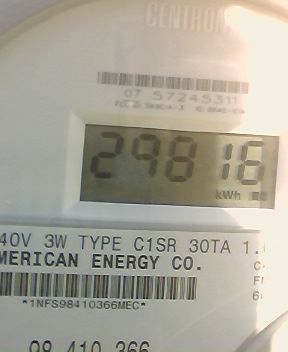 CENTRON
07 57245311
29816
kWh
40V 3W TYPE C1SR 30TA 1.
MERICAN ENERGY CO.
*1NFS98410366MEC*
98 410 366